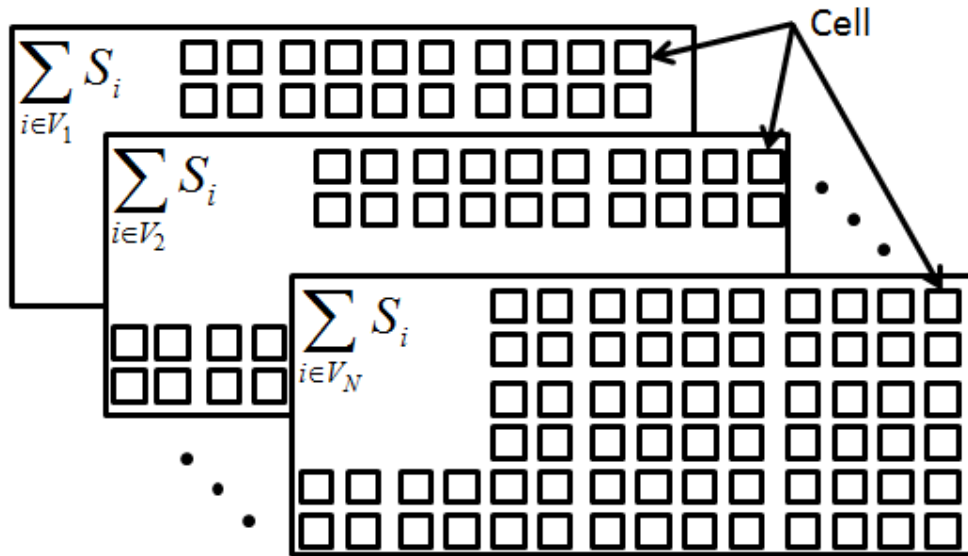 Cell
∑ S_i
i∈V_1
∑ S_i
i∈V_2
∑ S_i
i∈V_N